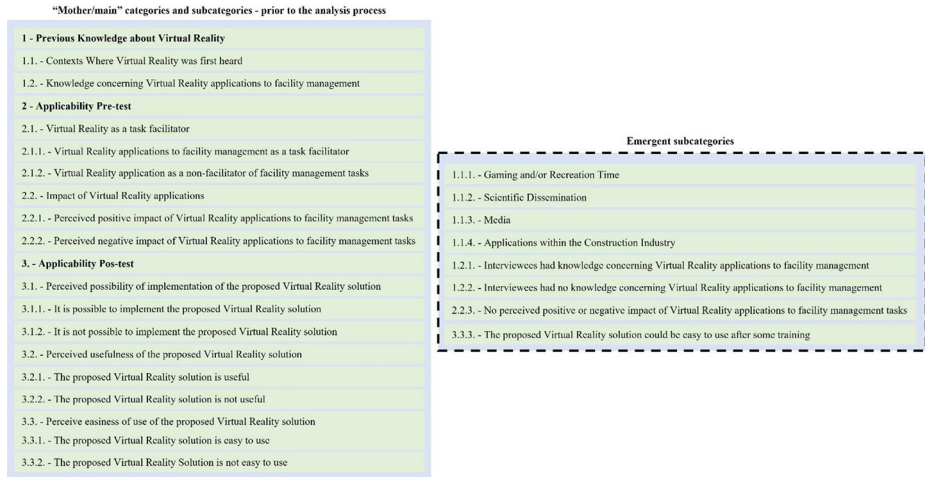 “Mother/main” categories and subcategories - prior to the analysis process
1 - Previous Knowledge about Virtual Reality
1.1. - Contexts Where Virtual Reality was first heard
1.2. - Knowledge concerning Virtual Reality applications to facility management
2 - Applicability Pre-test
2.1. - Virtual Reality as a task facilitator
2.1.1. - Virtual Reality applications to facility management as a task facilitator
2.1.2. - Virtual Reality application as a non-facilitator of facility management tasks
2.2. - Impact of Virtual Reality applications
2.2.1. - Perceived positive impact of Virtual Reality applications to facility management tasks
2.2.2. - Perceived negative impact of Virtual Reality applications to facility management tasks
3. - Applicability Pos-test
3.1. - Perceived possibility of implementation of the proposed Virtual Reality solution
3.1.1. - It is possible to implement the proposed Virtual Reality solution
3.1.2. - It is not possible to implement the proposed Virtual Reality solution
3.2. - Perceived usefulness of the proposed Virtual Reality solution
3.2.1. - The proposed Virtual Reality solution is useful
3.2.2. - The proposed Virtual Reality solution is not useful
3.3. - Perceive easiness of use of the proposed Virtual Reality solution
3.3.1. - The proposed Virtual Reality solution is easy to use
3.3.2. - The proposed Virtual Reality Solution is not easy to use
Emergent subcategories
1.1.1. - Gaming and/or Recreation Time
1.1.2. - Scientific Dissemination
1.1.3. - Media
1.1.4. - Applications within the Construction Industry
1.2.1. - Interviewees had knowledge concerning Virtual Reality applications to facility management
1.2.2. - Interviewees had no knowledge concerning Virtual Reality applications to facility management
2.2.3. - No perceived positive or negative impact of Virtual Reality applications to facility management tasks
3.3.3. - The proposed Virtual Reality solution could be easy to use after some training